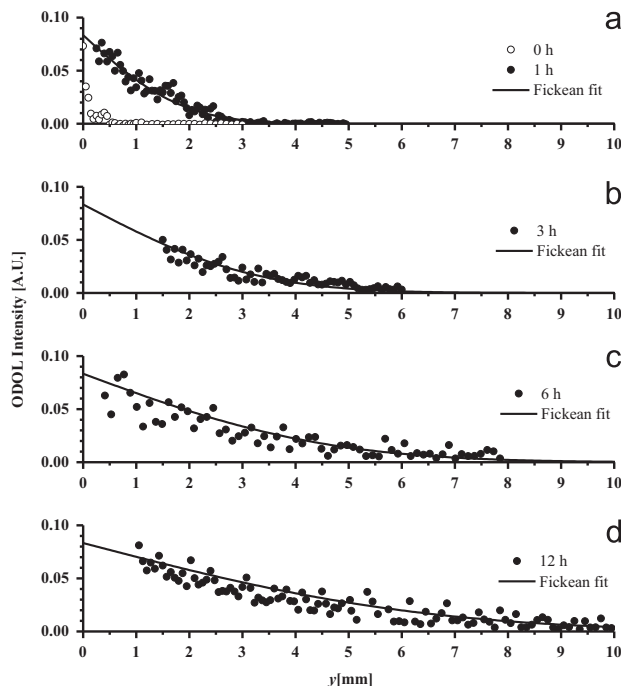 a
0.10
0 h
1 h
Fickean fit
0.05
0.00
0 1 2 3 4 5 6 7 8 9 10
b
0.10
3 h
Fickean fit
0.05
0.00
0 1 2 3 4 5 6 7 8 9 10
ODOL Intensity [A.U.]
c
0.10
6 h
Fickean fit
0.05
0.00
0 1 2 3 4 5 6 7 8 9 10
d
0.10
12 h
Fickean fit
0.05
0.00
0 1 2 3 4 5 6 7 8 9 10
y[mm]